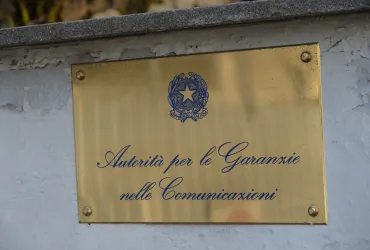 Autorità per le Garanzie
nelle Comunicazioni